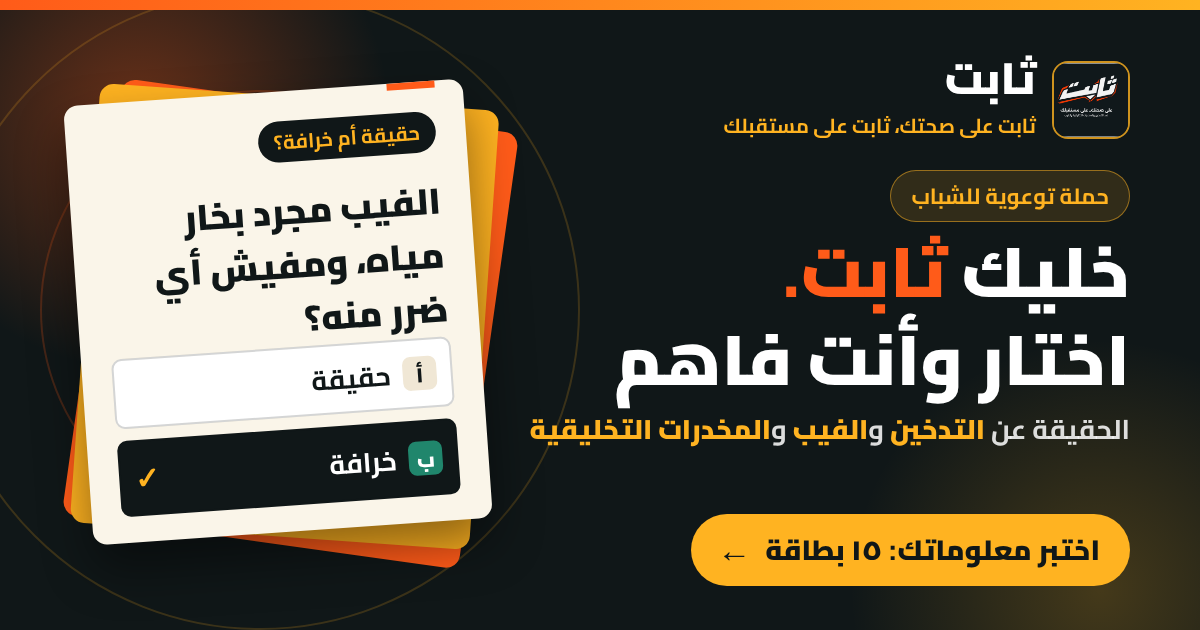 ثابت
ثابت على صحتك، ثابت على مستقبلك
ثابت
حملة توعوية للشباب
خليك ثابت.
اختار وأنت فاهم
الحقيقة عن التدخين والفيب والمخدرات التخليقية
اختبر معلوماتك: ١٥ بطاقة ←
حقيقة أم خرافة؟
الفيب مجرد بخار
مياه، ومفيش أي
ضرر منه؟
أ حقيقة
ب خرافة ✓